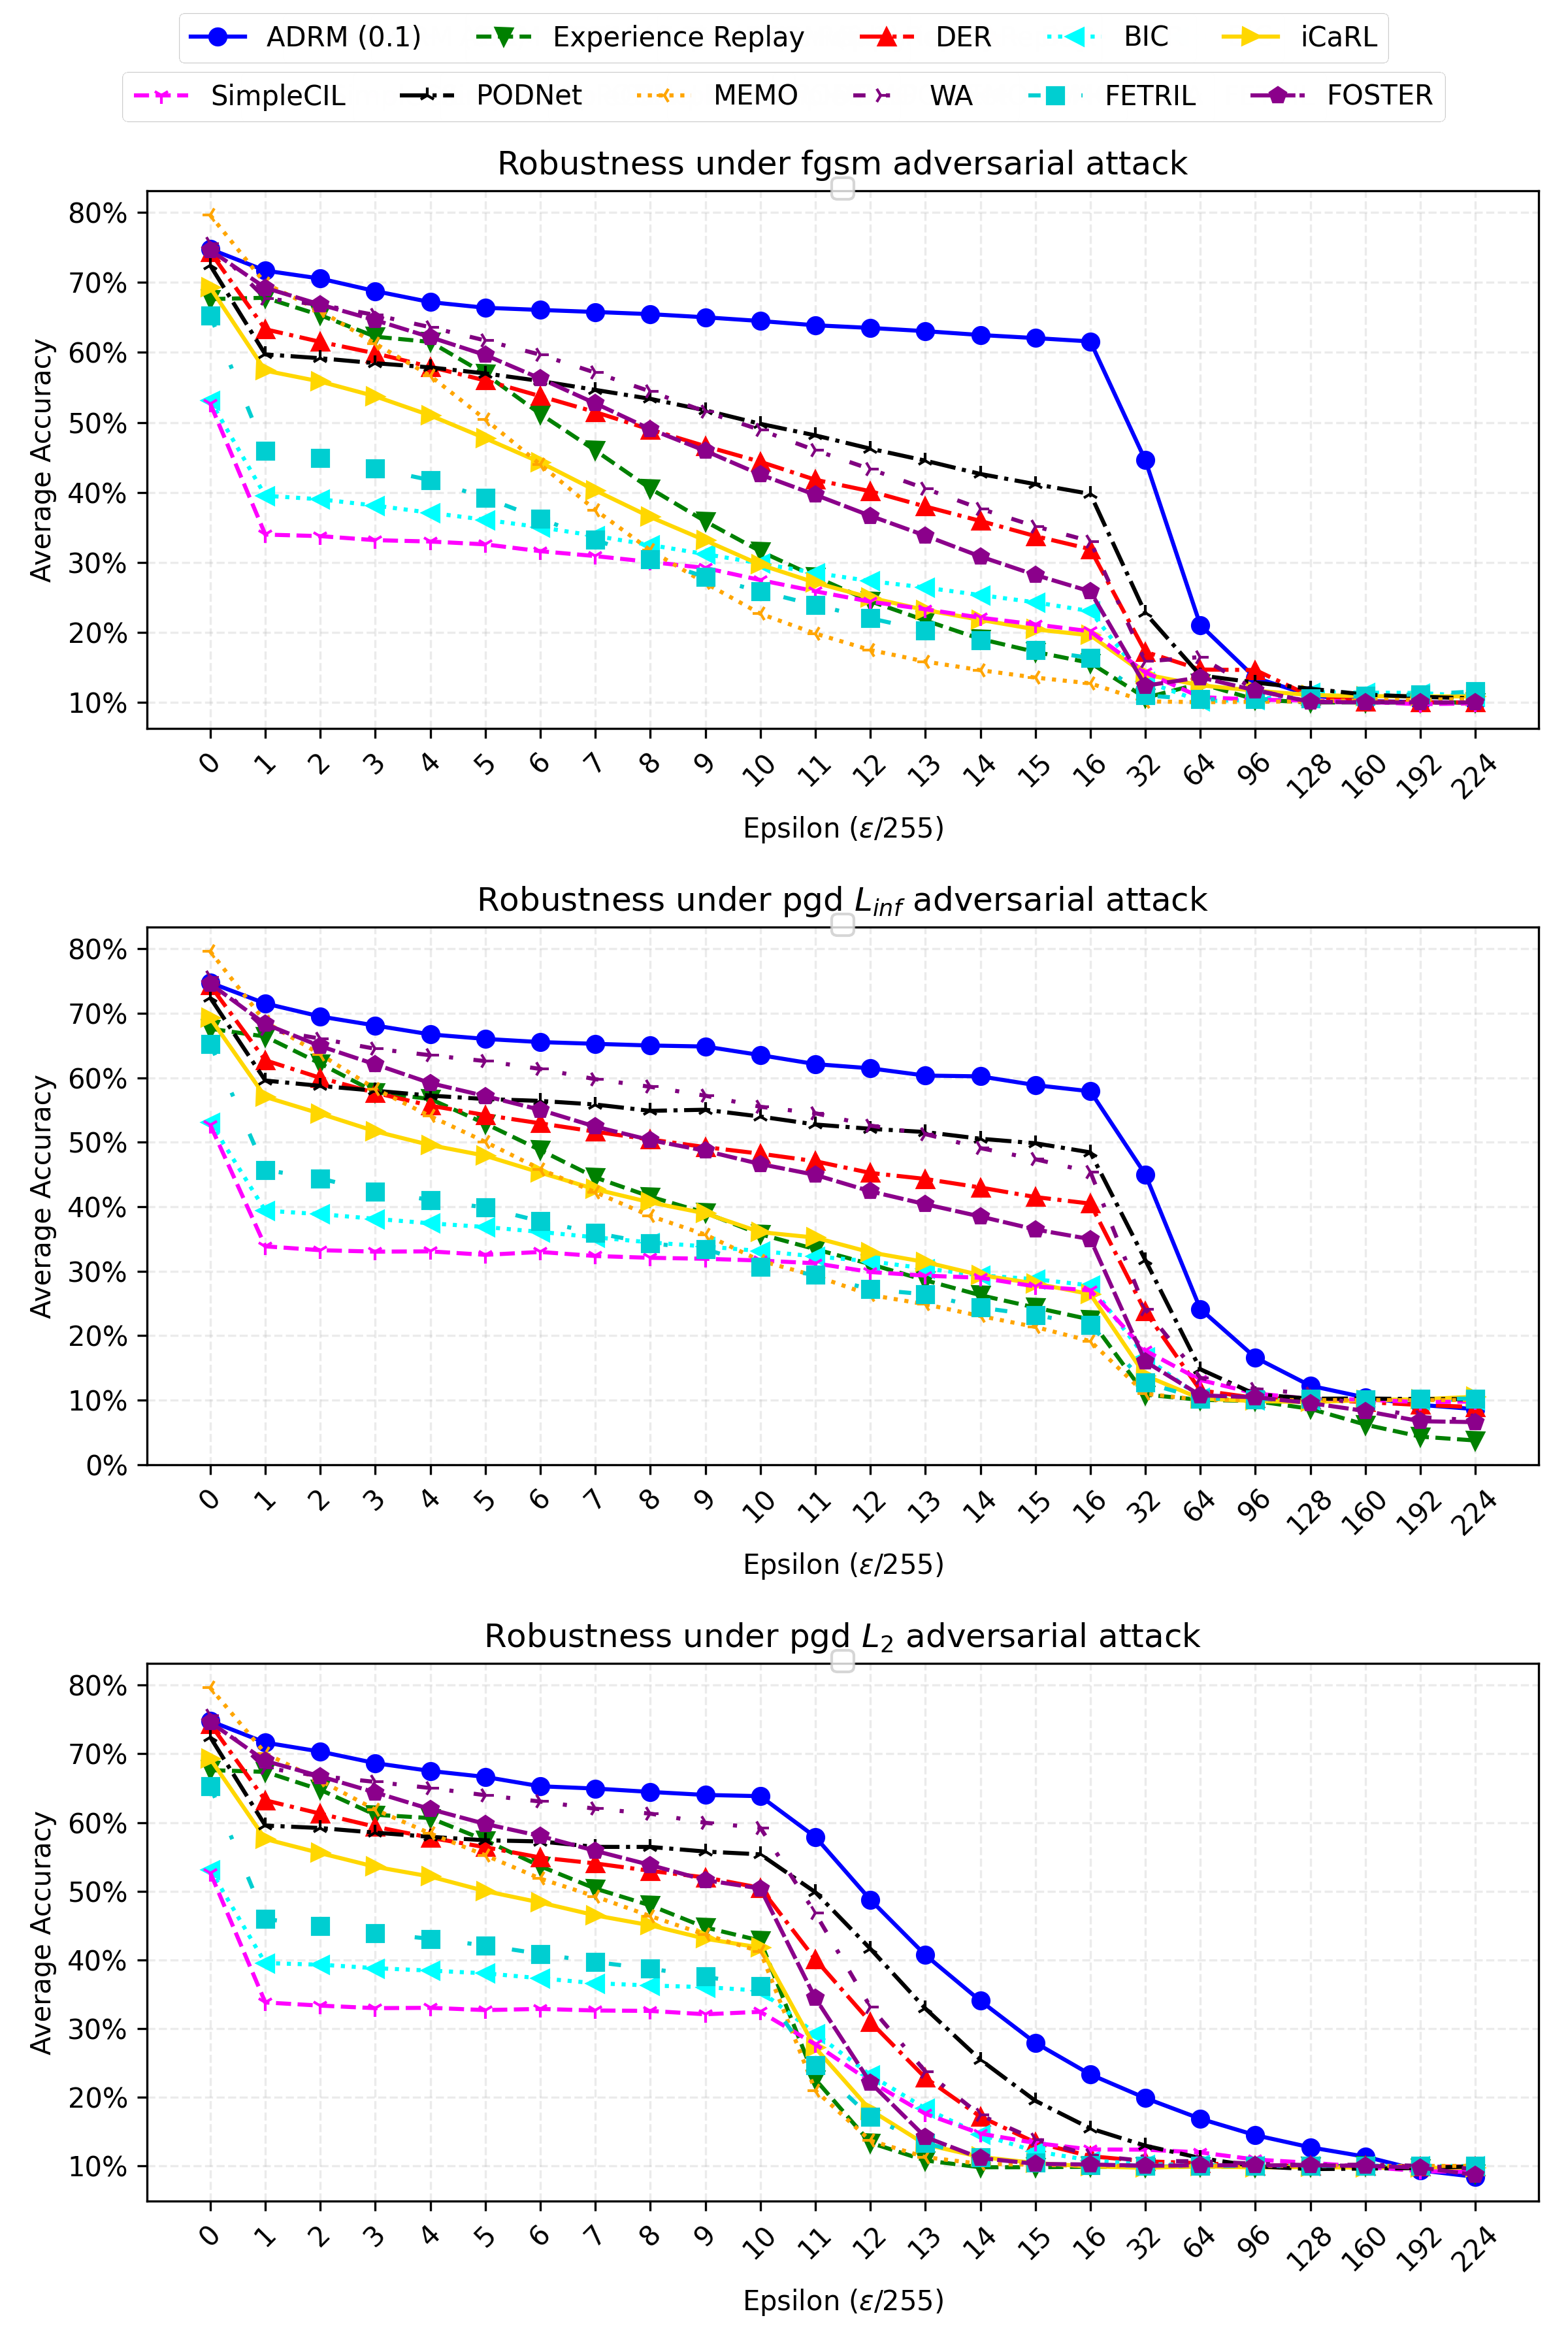 ADRM (0.1) Experience Replay DER BIC iCaRL
SimpleCIL PODNet MEMO WA FETRIL FOSTER
Robustness under fgsm adversarial attack
Average Accuracy
80%
70%
60%
50%
40%
30%
20%
10%
0 1 2 3 4 5 6 7 8 9 10 11 12 13 14 15 16 32 64 96 128 160 192 224
Epsilon (ε/255)
Robustness under pgd L_inf adversarial attack
Average Accuracy
80%
70%
60%
50%
40%
30%
20%
10%
0%
0 1 2 3 4 5 6 7 8 9 10 11 12 13 14 15 16 32 64 96 128 160 192 224
Epsilon (ε/255)
Robustness under pgd L₂ adversarial attack
Average Accuracy
80%
70%
60%
50%
40%
30%
20%
10%
0 1 2 3 4 5 6 7 8 9 10 11 12 13 14 15 16 32 64 96 128 160 192 224
Epsilon (ε/255)